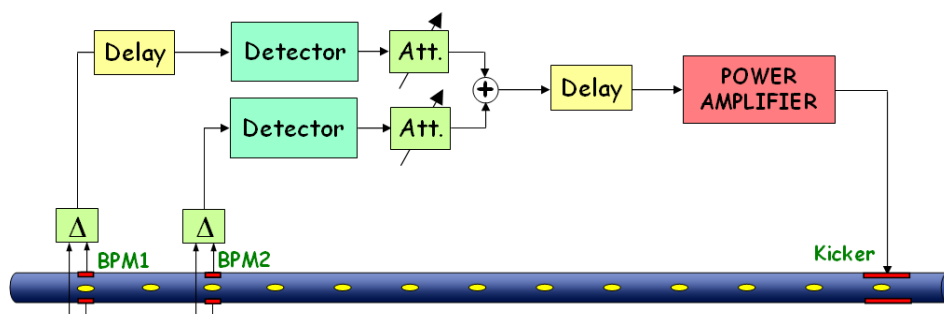 Delay
Detector
Att.
+
Delay
POWER
AMPLIFIER
Detector
Att.
Δ
BPM1
Δ
BPM2
Kicker